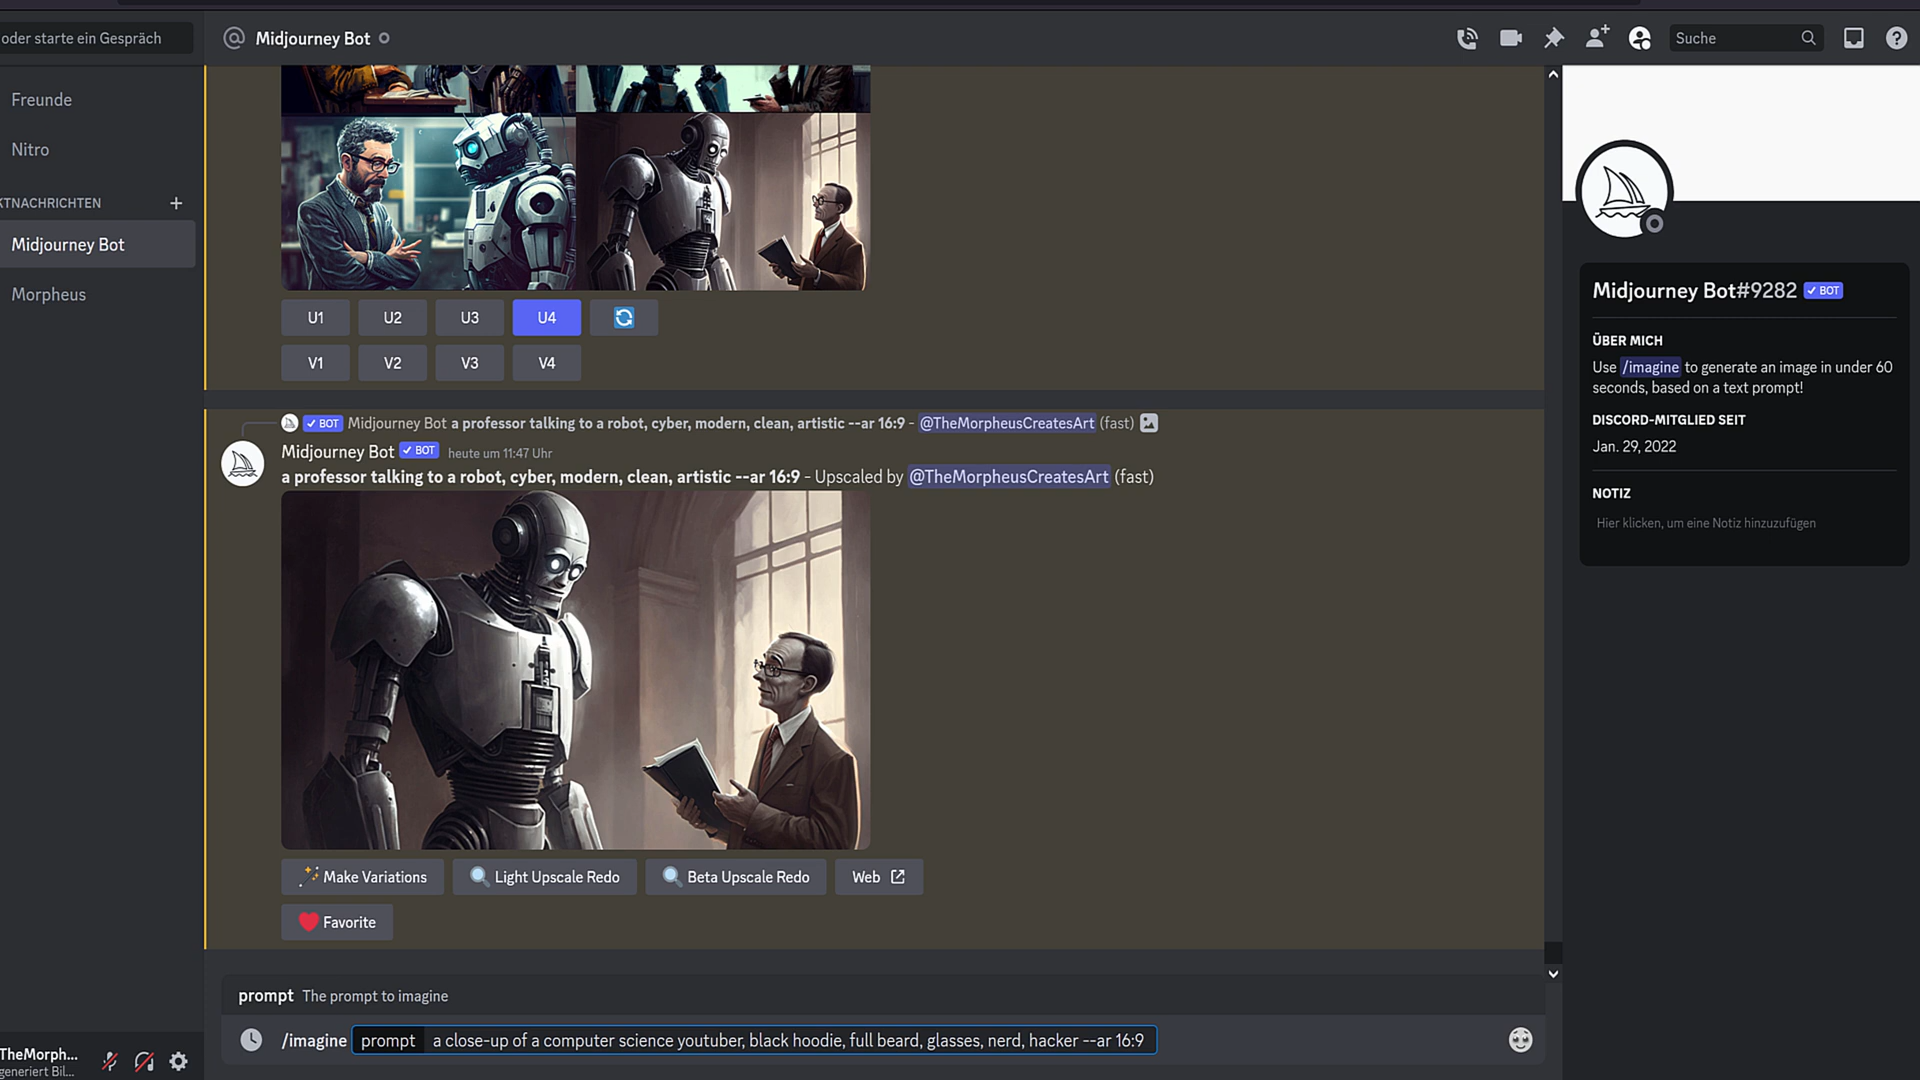 oder starte ein Gespräch
Midjourney Bot
Suche
Freunde
Nitro
KTNACHRICHTEN
Midjourney Bot
Morpheus
U1 U2 U3 U4
V1 V2 V3 V4
BOT Midjourney Bot a professor talking to a robot, cyber, modern, clean, artistic --ar 16:9 - @TheMorpheusCreatesArt (fast)
Midjourney Bot BOT heute um 11:47 Uhr
a professor talking to a robot, cyber, modern, clean, artistic --ar 16:9 - Upscaled by @TheMorpheusCreatesArt (fast)
Make Variations Light Upscale Redo Beta Upscale Redo Web
Favorite
prompt The prompt to imagine
/imagine prompt a close-up of a computer science youtuber, black hoodie, full beard, glasses, nerd, hacker --ar 16:9
TheMorph...
generiert Bil...
Midjourney Bot#9282 BOT
ÜBER MICH
Use /imagine to generate an image in under 60
seconds, based on a text prompt!
DISCORD-MITGLIED SEIT
Jan. 29, 2022
NOTIZ
Hier klicken, um eine Notiz hinzuzufügen